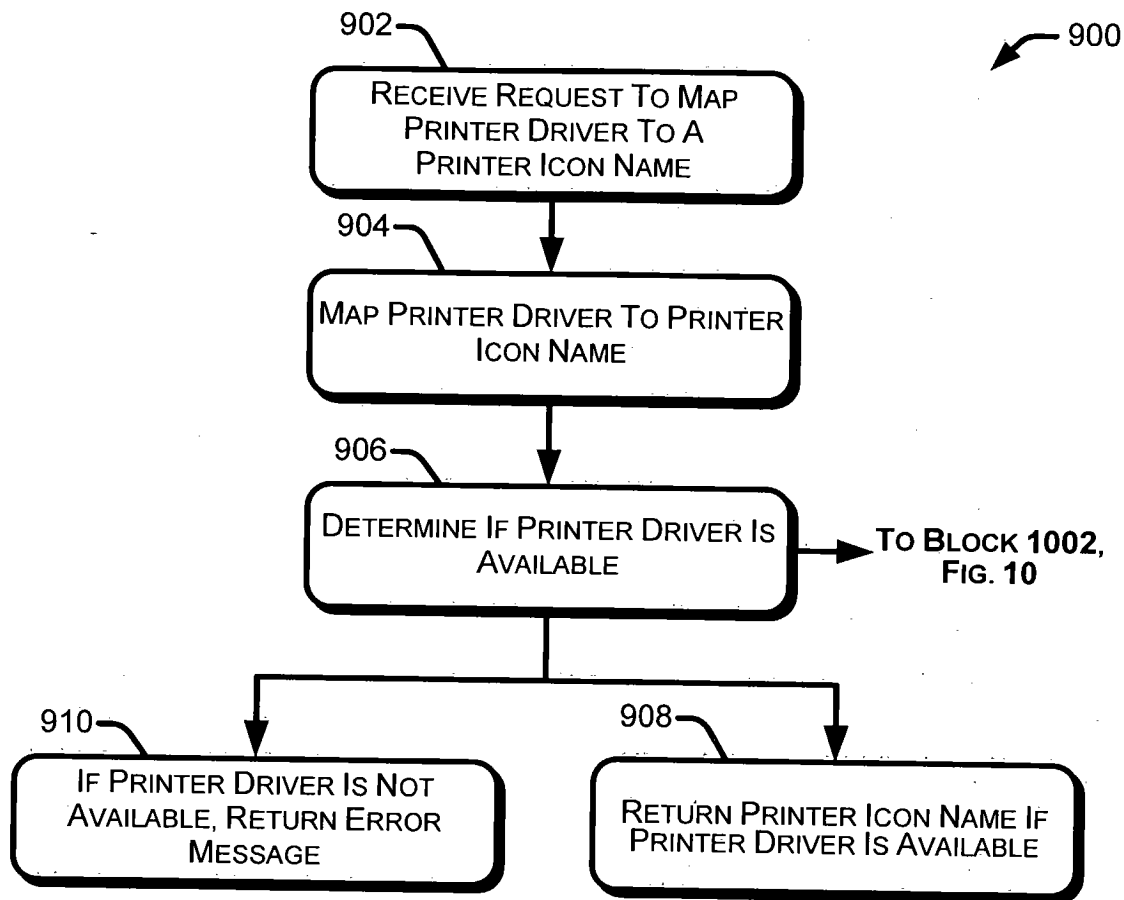 902
900
RECEIVE REQUEST TO MAP
PRINTER DRIVER TO A
PRINTER ICON NAME
904
MAP PRINTER DRIVER TO PRINTER
ICON NAME
906
DETERMINE IF PRINTER DRIVER IS
AVAILABLE
TO BLOCK 1002,
FIG. 10
910
IF PRINTER DRIVER IS NOT
AVAILABLE, RETURN ERROR
MESSAGE
908
RETURN PRINTER ICON NAME IF
PRINTER DRIVER IS AVAILABLE